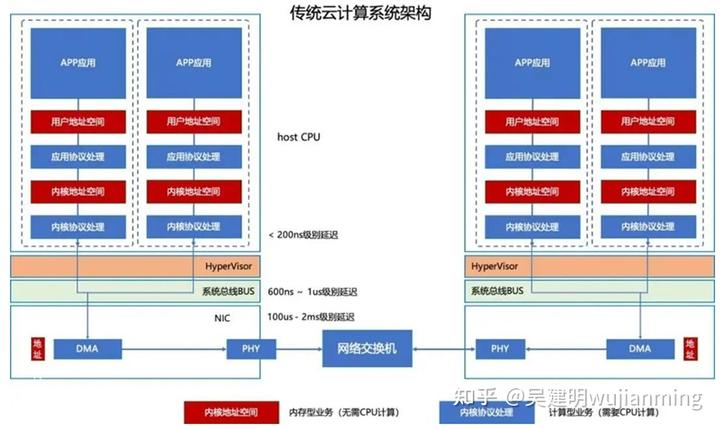 传统云计算系统架构
APP应用
APP应用
用户地址空间
用户地址空间
应用协议处理
应用协议处理
内核地址空间
内核地址空间
内核协议处理
内核协议处理
host CPU
< 200ns级别延迟
HyperVisor
系统总线BUS
600ns ~ 1us级别延迟
NIC
100us - 2ms级别延迟
地址
DMA
PHY
网络交换机
APP应用
APP应用
用户地址空间
用户地址空间
应用协议处理
应用协议处理
内核地址空间
内核地址空间
内核协议处理
内核协议处理
HyperVisor
系统总线BUS
NIC
PHY
DMA
地址
内核地址空间
内存型业务（无需CPU计算）
内核协议处理
计算型业务（需要CPU计算）
知乎 @吴建明wujianming